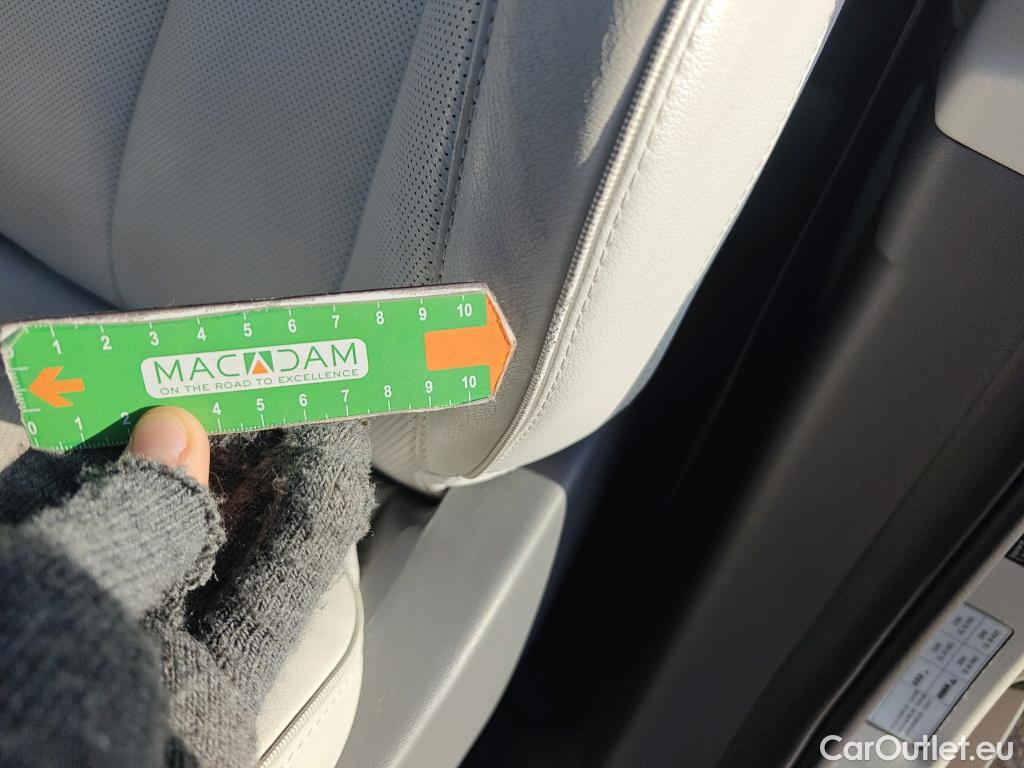 1 2 3 4 5 6 7 8 9 10
MACADAM
ON THE ROAD TO EXCELLENCE
0 1 2 4 5 6 7 8 9 10
CarOutlet.eu